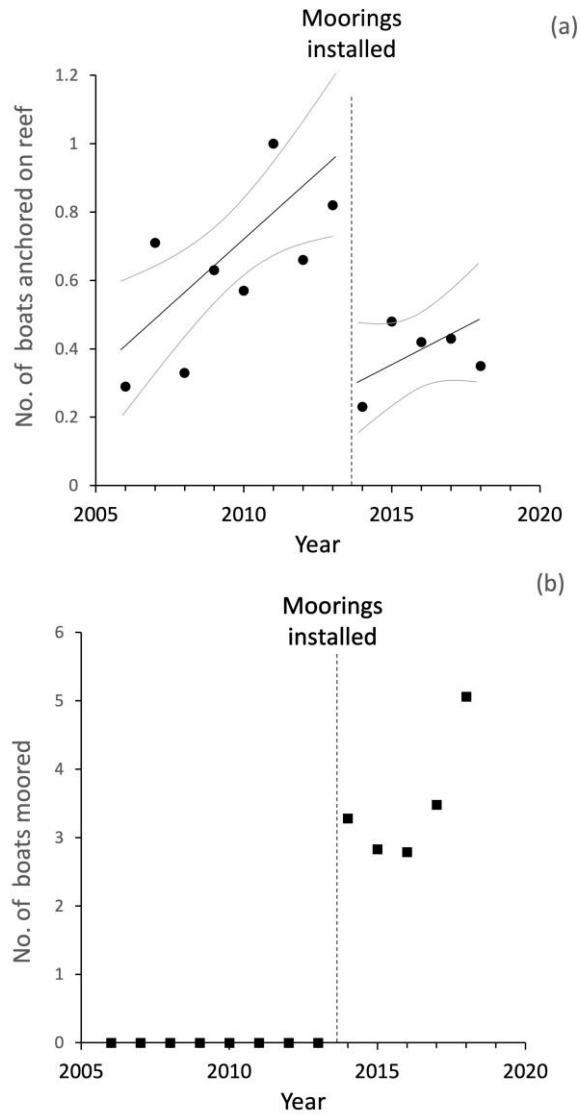 (a)
Moorings
installed
No. of boats anchored on reef
1.2
1
0.8
0.6
0.4
0.2
0
2005 2010 2015 2020
Year
(b)
Moorings
installed
No. of boats moored
6
5
4
3
2
1
0
2005 2010 2015 2020
Year